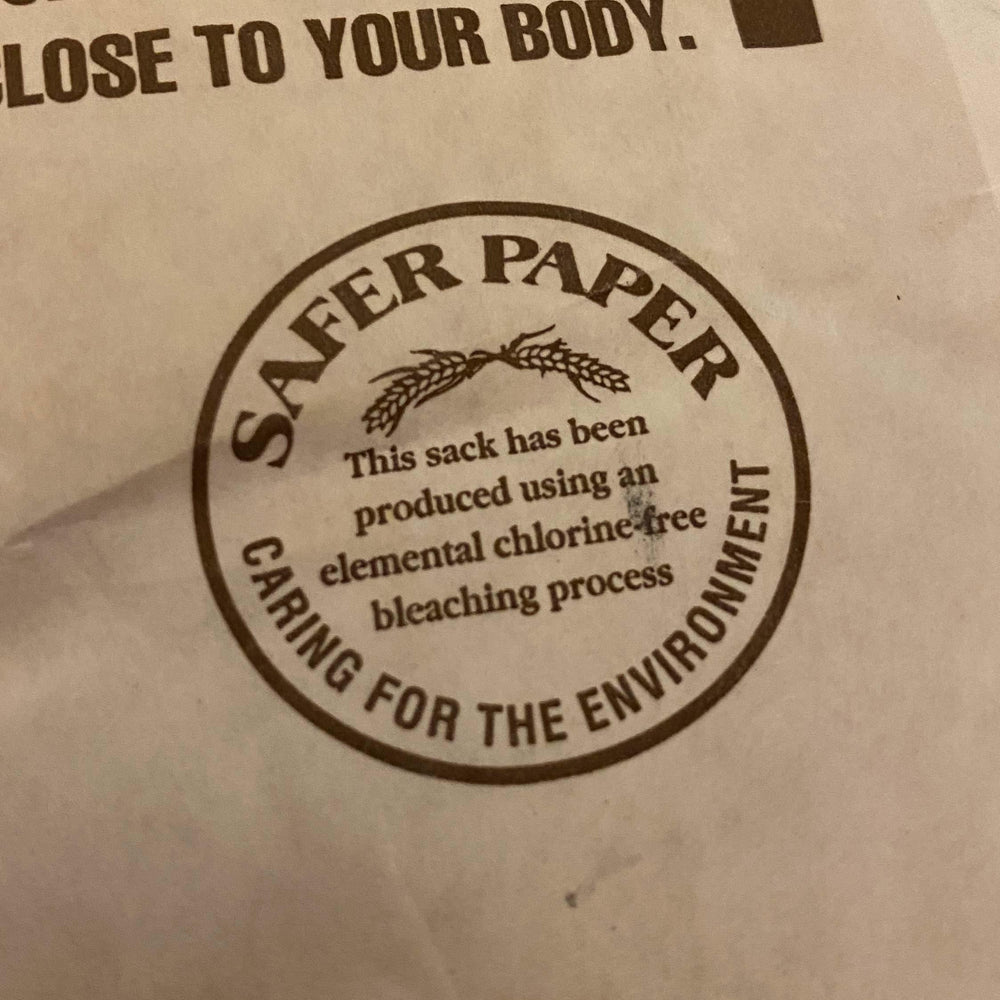 CLOSE TO YOUR BODY.
SAFER PAPER
This sack has been
produced using an
elemental chlorine-free
bleaching process
CARING FOR THE ENVIRONMENT